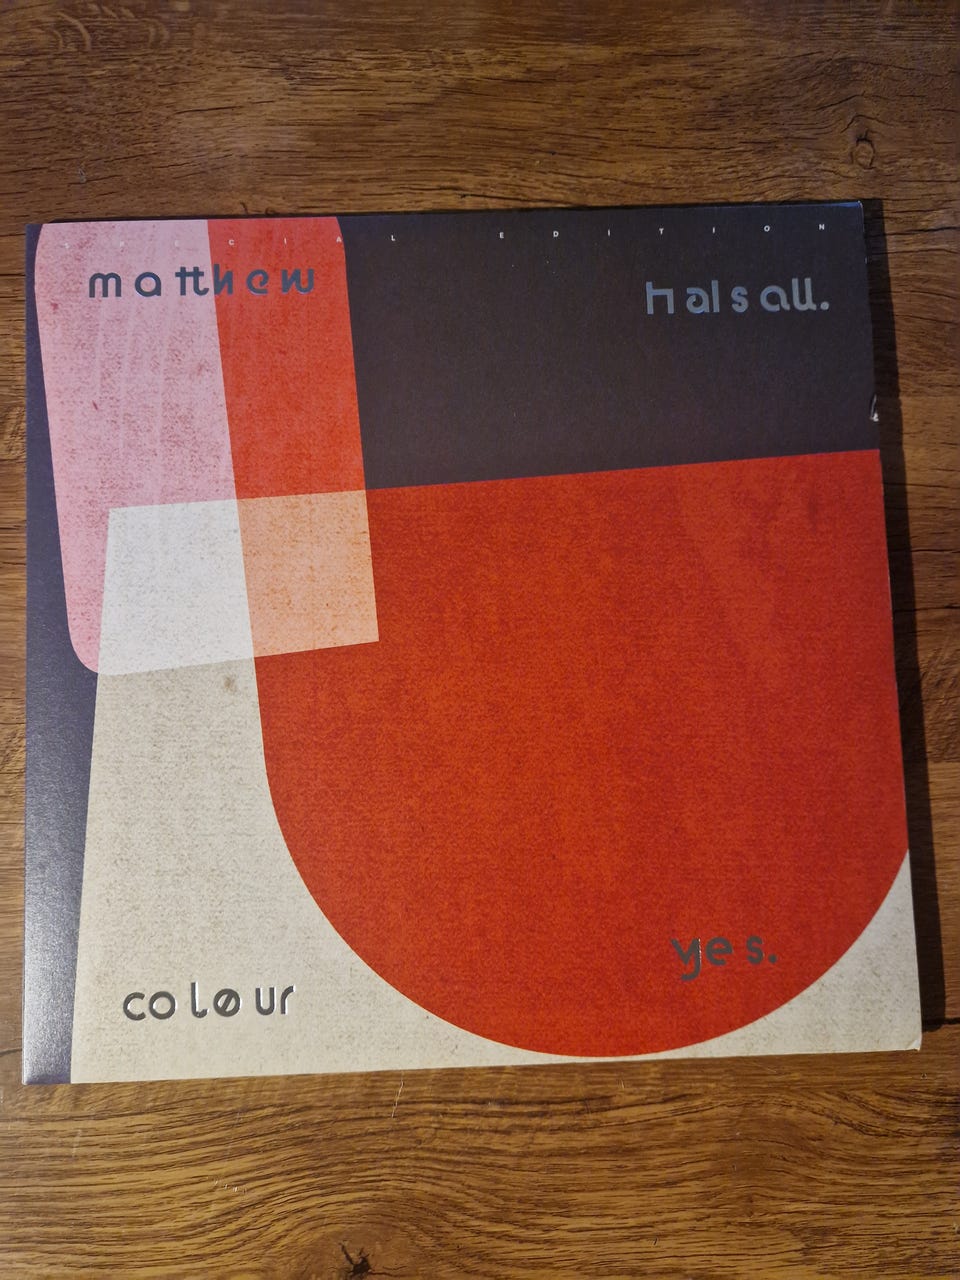 SPECIAL EDITION
matthew halsall.
yes.
colour